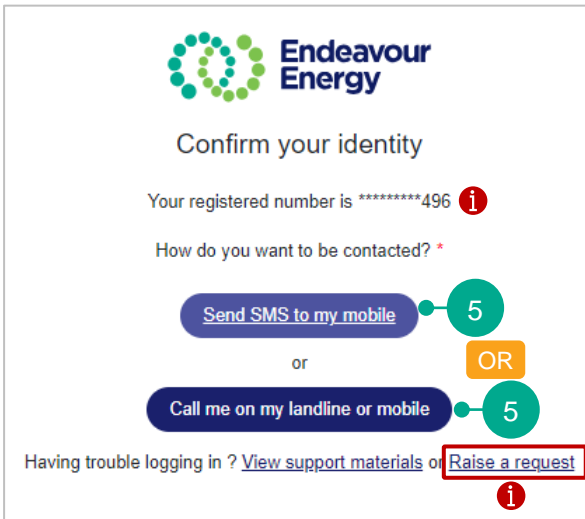 Endeavour
Energy
Confirm your identity
Your registered number is *********496 i
How do you want to be contacted? *
Send SMS to my mobile 5
or OR
Call me on my landline or mobile 5
Having trouble logging in ? View support materials or Raise a request
i